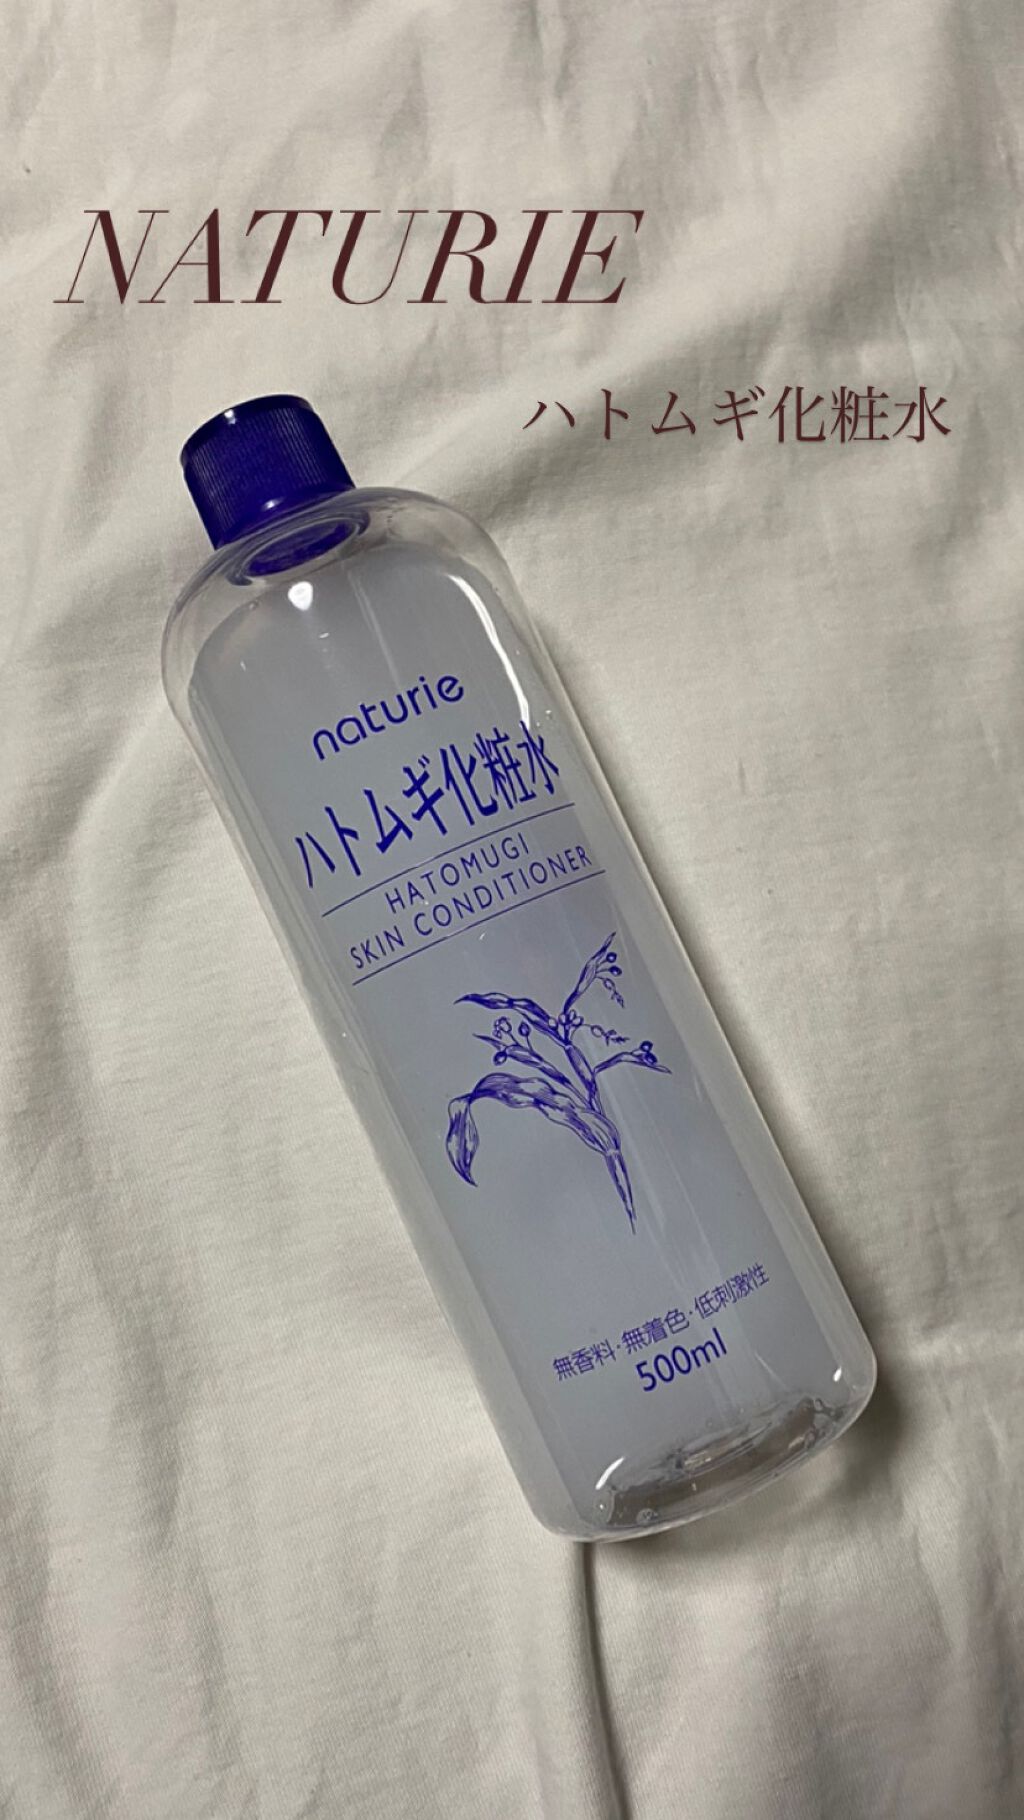 NATURIE
ハトムギ化粧水
naturie
ハトムギ化粧水
HATOMUGI
SKIN CONDITIONER
無香料・無着色・低刺激性
500ml